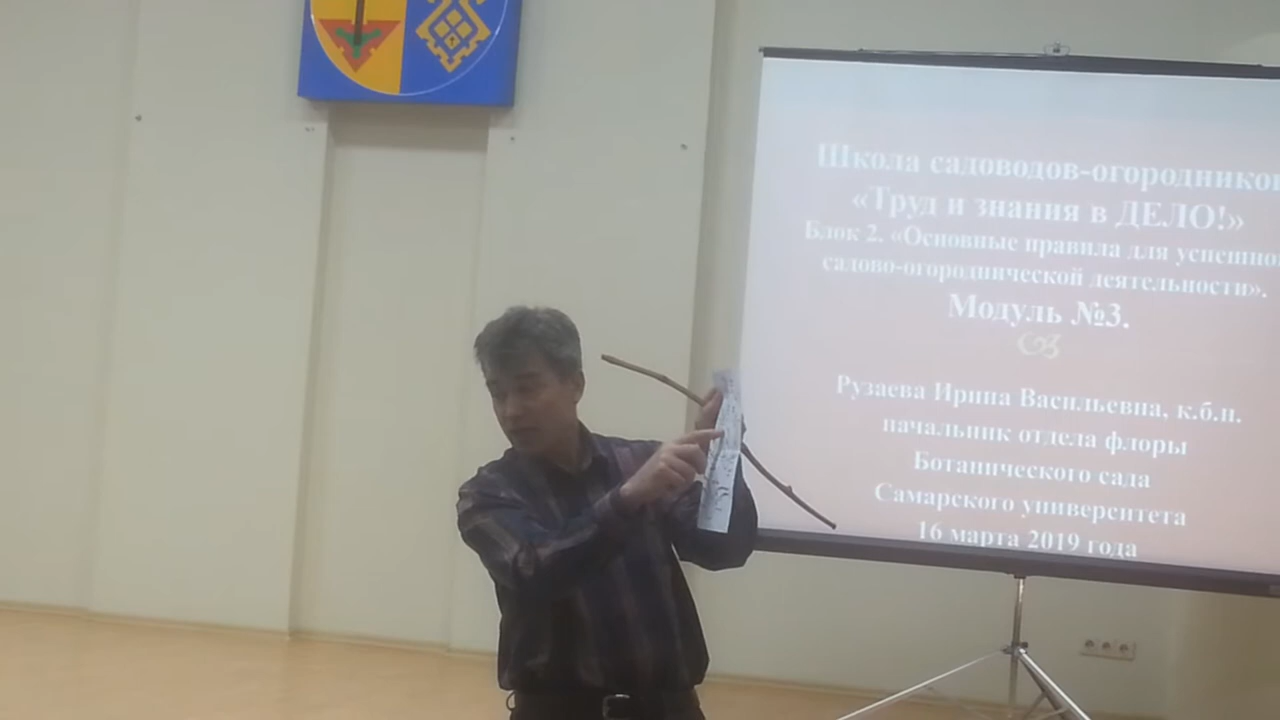 Школа садоводов-огородников
«Труд и знания в ДЕЛО!»
Блок 2. «Основные правила для успешной
садово-огороднической деятельности».
Модуль №3.
Рузаева Ирина Васильевна, к.б.н.
начальник отдела флоры
Ботанического сада
Самарского университета
16 марта 2019 года